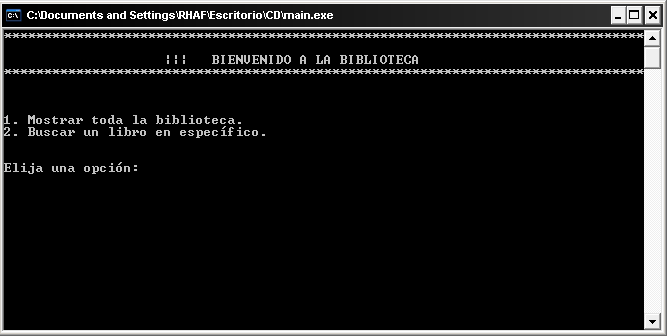 C:\Documents and Settings\RHAF\Escritorio\CD\main.exe
********************************************************************************
¦¦¦ BIENVENIDO A LA BIBLIOTECA
********************************************************************************
1. Mostrar toda la biblioteca.
2. Buscar un libro en específico.
Elija una opción: